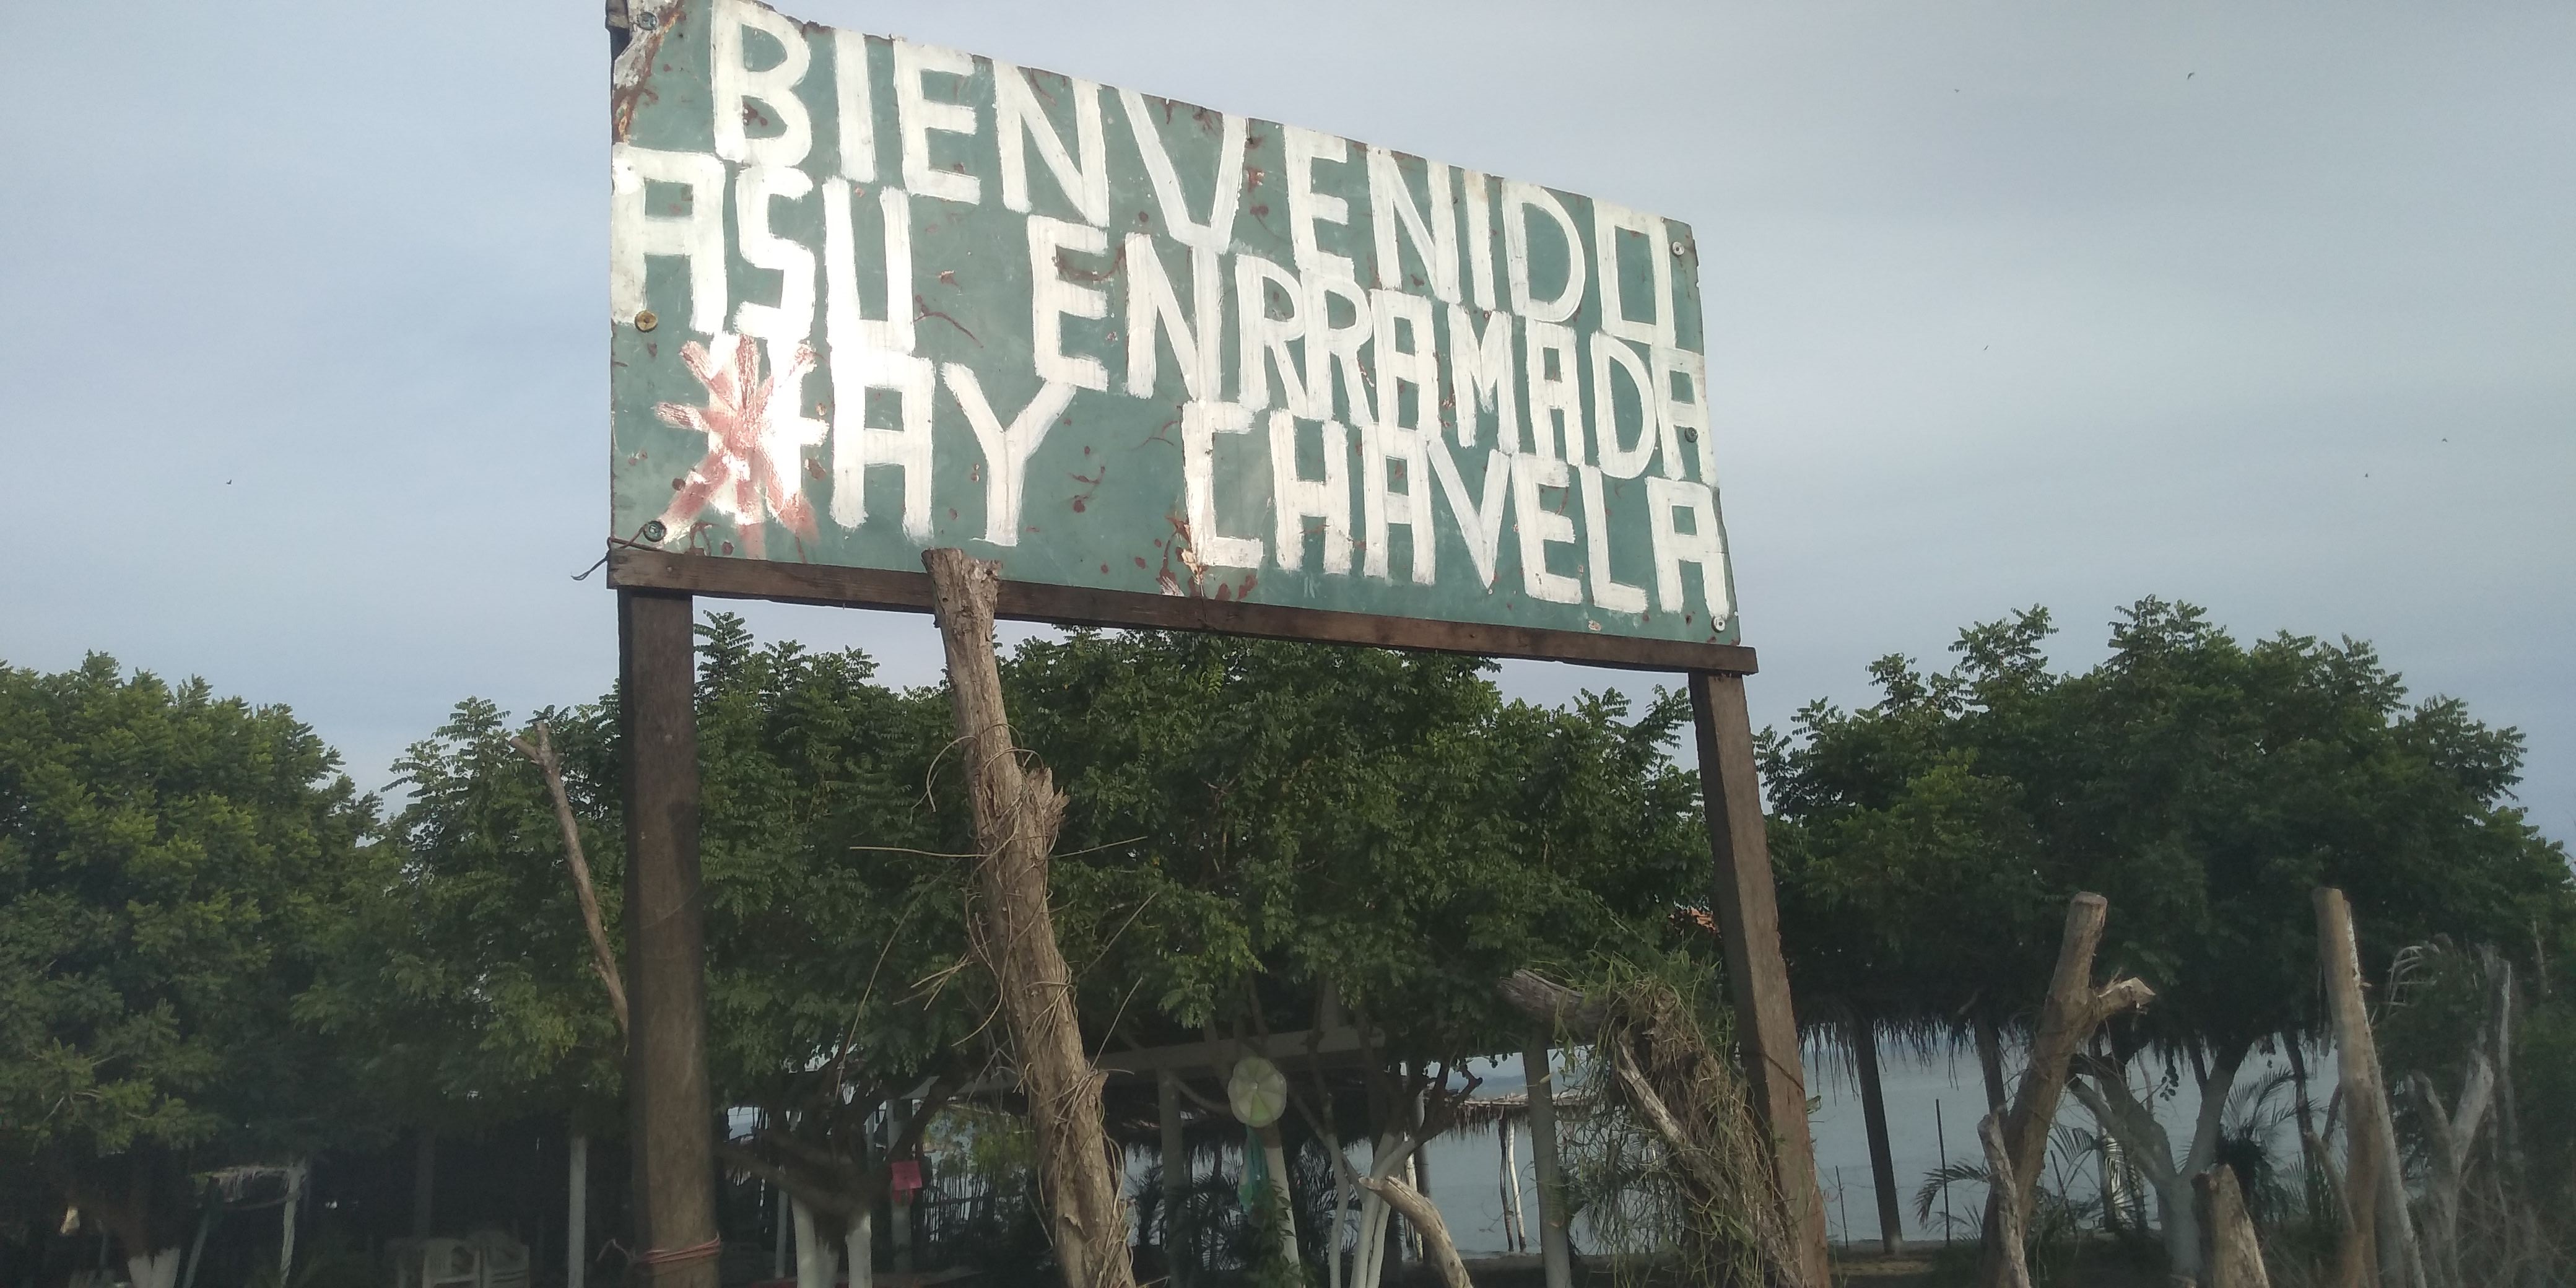 BIENVENIDO
ASU ENRRAMADA
AY CHAVELA